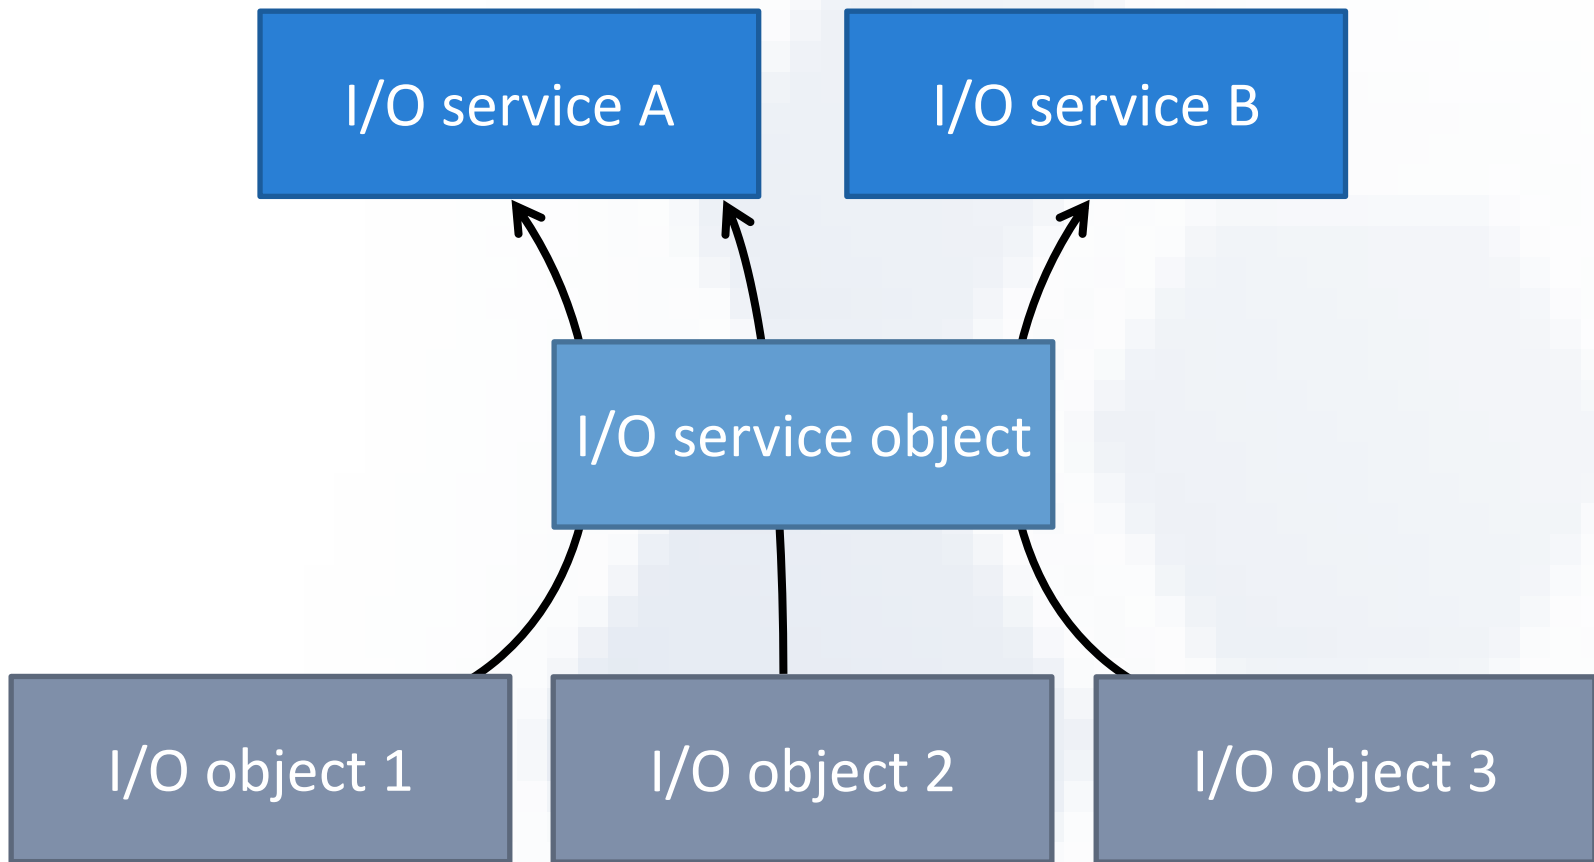 I/O service A
I/O service B
I/O service object
I/O object 1
I/O object 2
I/O object 3